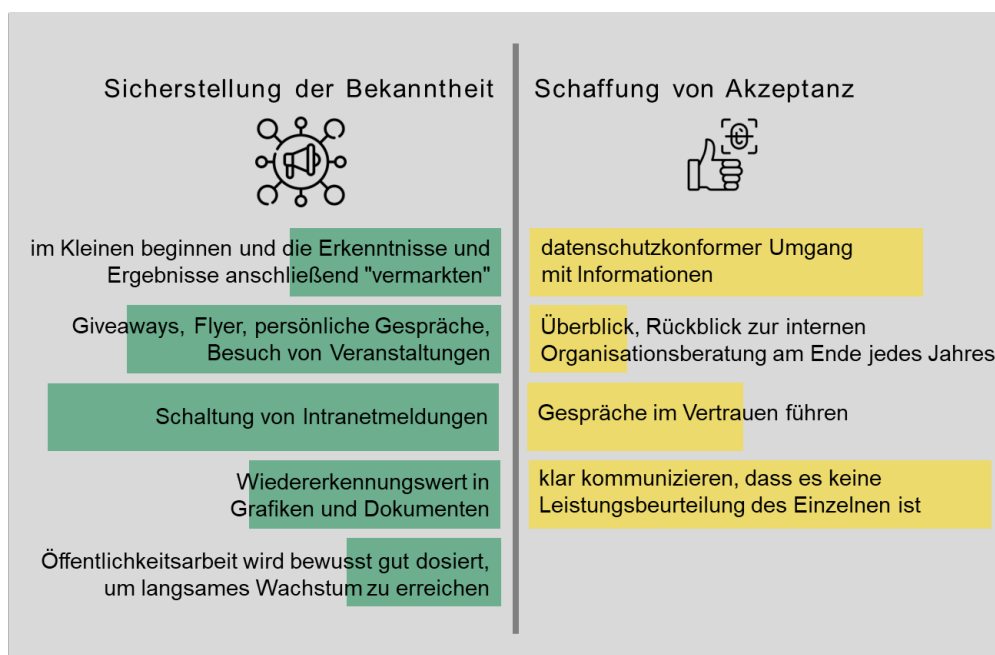 Sicherstellung der Bekanntheit
im Kleinen beginnen und die Erkenntnisse und
Ergebnisse anschließend "vermarkten"
Giveaways, Flyer, persönliche Gespräche,
Besuch von Veranstaltungen
Schaltung von Intranetmeldungen
Wiedererkennungswert in
Grafiken und Dokumenten
Öffentlichkeitsarbeit wird bewusst gut dosiert,
um langsames Wachstum zu erreichen
Schaffung von Akzeptanz
datenschutzkonformer Umgang
mit Informationen
Überblick, Rückblick zur internen
Organisationsberatung am Ende jedes Jahres
Gespräche im Vertrauen führen
klar kommunizieren, dass es keine
Leistungsbeurteilung des Einzelnen ist